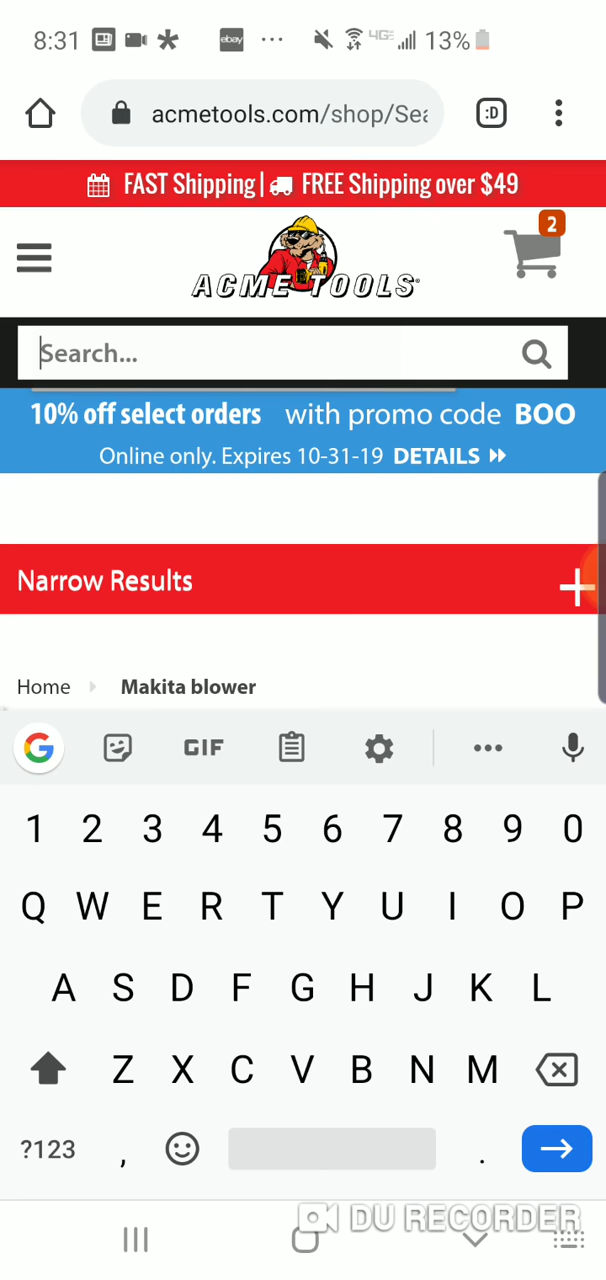 8:31 ebay ... 4GE 13%
acmetools.com/shop/Sea :D
FAST Shipping | FREE Shipping over $49
2
ACME TOOLS
Search...
10% off select orders with promo code BOO
Online only. Expires 10-31-19 DETAILS
Narrow Results +
Home Makita blower
G GIF ...
1 2 3 4 5 6 7 8 9 0
Q W E R T Y U I O P
A S D F G H J K L
Z X C V B N M
?123 , .
DU RECORDER